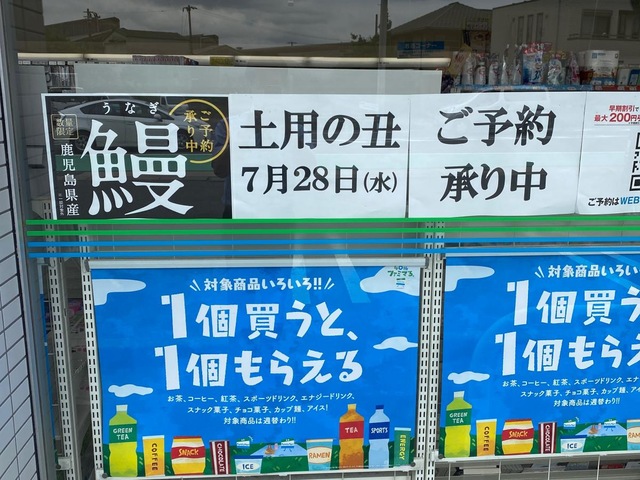 うなぎ
鰻
数量限定
鹿児島県産
ご予約承り中
土用の丑
7月28日(水)
ご予約
承り中
早期割引で
最大200円
ご予約はWEB
ファミマる
対象商品いろいろ!!
1個買うと、
1個もらえる
お茶、コーヒー、紅茶、スポーツドリンク、エナジードリンク、
スナック菓子、チョコ菓子、カップ麺、アイス!
対象商品は週替わり!!
GREEN TEA
COFFEE
SNACK
CHOCOLATE
ICE
RAMEN
TEA
SPORTS
ENERGY
対象商品いろ
1個買
1個もら
お茶、コーヒー、紅茶、スポーツドリンク、エナ
スナック菓子、チョコ菓子、カップ麺、アイス
対象商品は週替わり!!
GREEN TEA
COFFEE
SNACK
CHOCOLATE
ICE
RAMEN